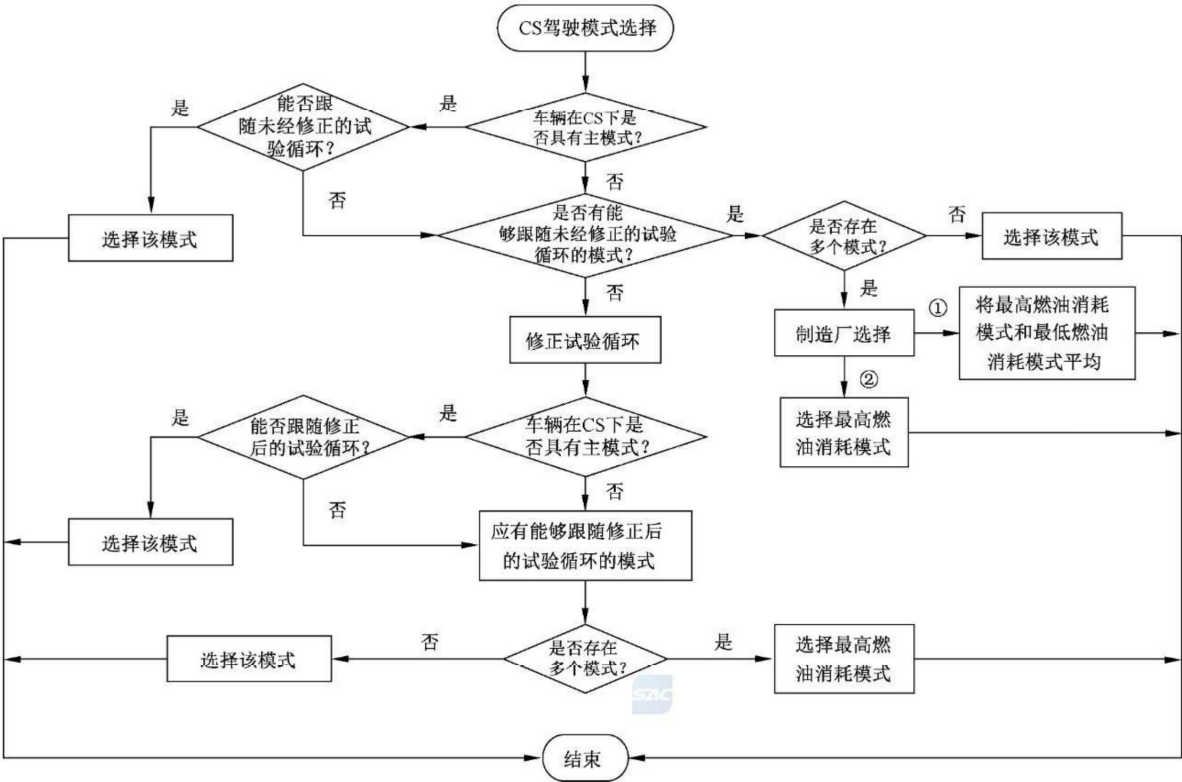 CS驾驶模式选择
车辆在CS下是
否具有主模式?
是
能否跟
随未经修正的试
验循环?
是
否
否
选择该模式
是否有能
够跟随未经修正的试验
循环的模式?
是
是否存在
多个模式?
否
选择该模式
否
是
修正试验循环
制造厂选择
①
将最高燃油消耗
模式和最低燃油
消耗模式平均
②
选择最高燃
油消耗模式
车辆在CS下是
否具有主模式?
是
能否跟随修正
后的试验循环?
是
否
否
选择该模式
应有能够跟随修正后
的试验循环的模式
是否存在
多个模式?
否
选择该模式
是
选择最高燃
油消耗模式
SZAC
结束